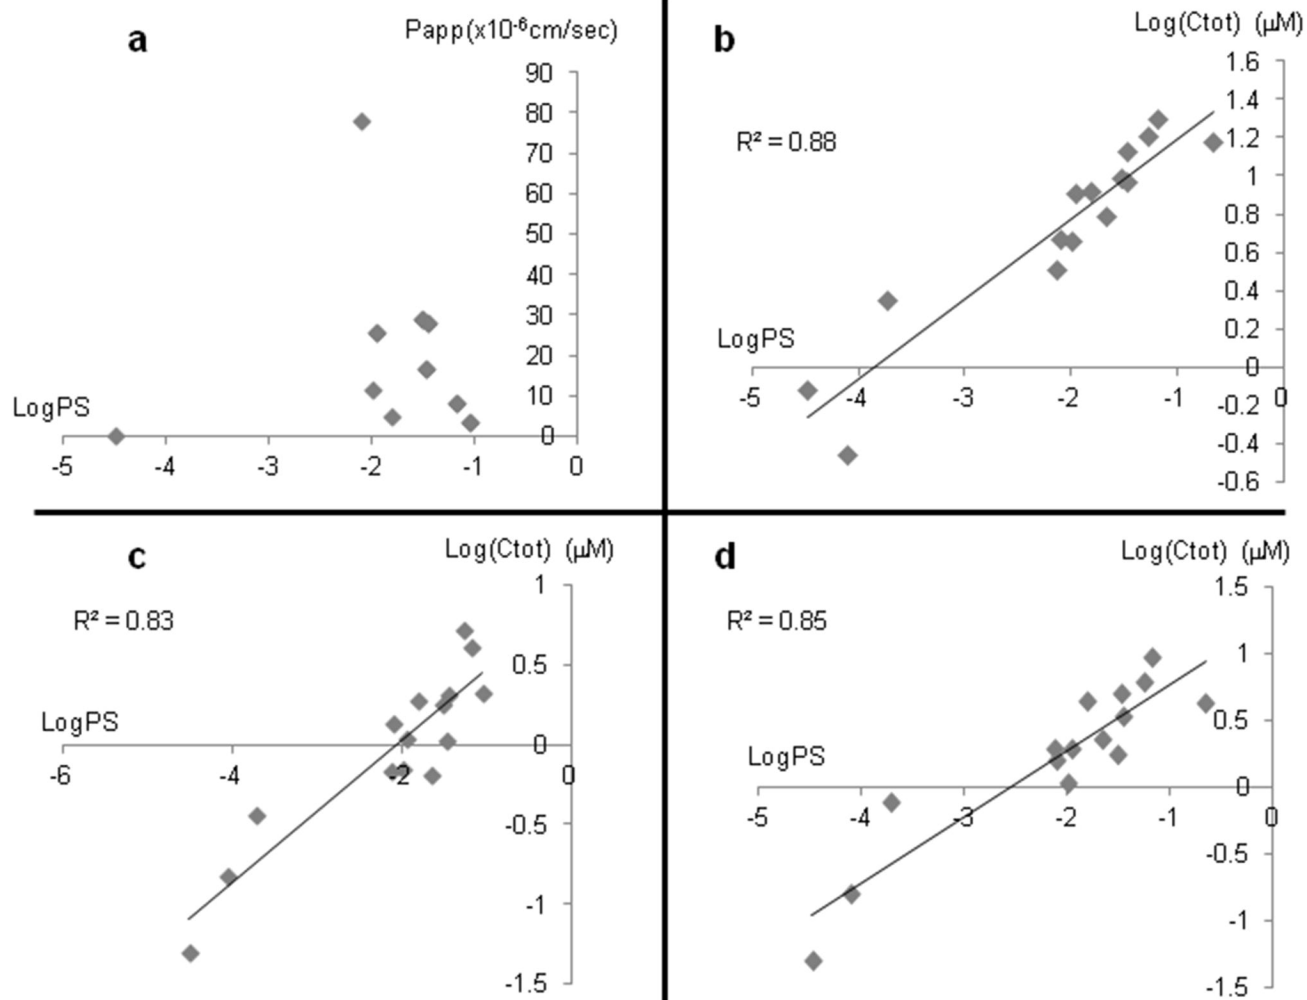 a
Papp(x10⁻⁶cm/sec)
90
80
70
60
50
40
30
20
10
0
LogPS
-5 -4 -3 -2 -1 0
b
Log(Ctot) (µM)
R² = 0.88
1.6
1.4
1.2
1
0.8
0.6
0.4
0.2
0
-0.2
-0.4
-0.6
LogPS
-5 -4 -3 -2 -1 0
c
Log(Ctot) (µM)
R² = 0.83
1
0.5
0
-0.5
-1
-1.5
LogPS
-6 -4 -2 0
d
Log(Ctot) (µM)
R² = 0.85
1.5
1
0.5
0
-0.5
-1
-1.5
LogPS
-5 -4 -3 -2 -1 0